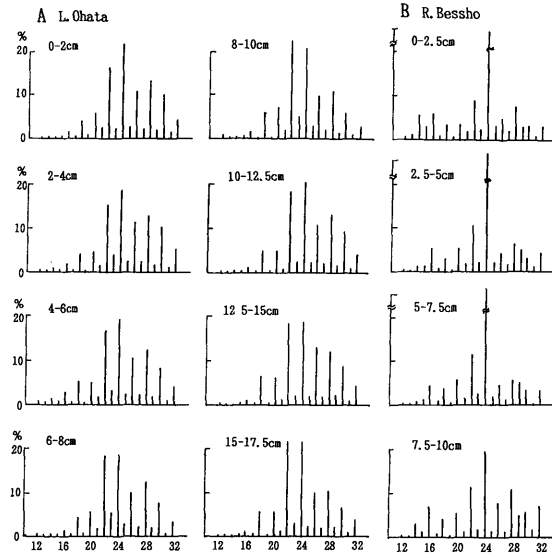 A L. Ohata
B R. Bessho
%
20
10
0
0-2cm
8-10cm
0-2.5cm
%
20
10
0
2-4cm
10-12.5cm
2.5-5cm
%
20
10
0
4-6cm
12 5-15cm
5-7.5cm
%
20
10
0
6-8cm
15-17.5cm
7.5-10cm
12 16 20 24 28 32
12 16 20 24 28 32
12 16 20 24 28 32